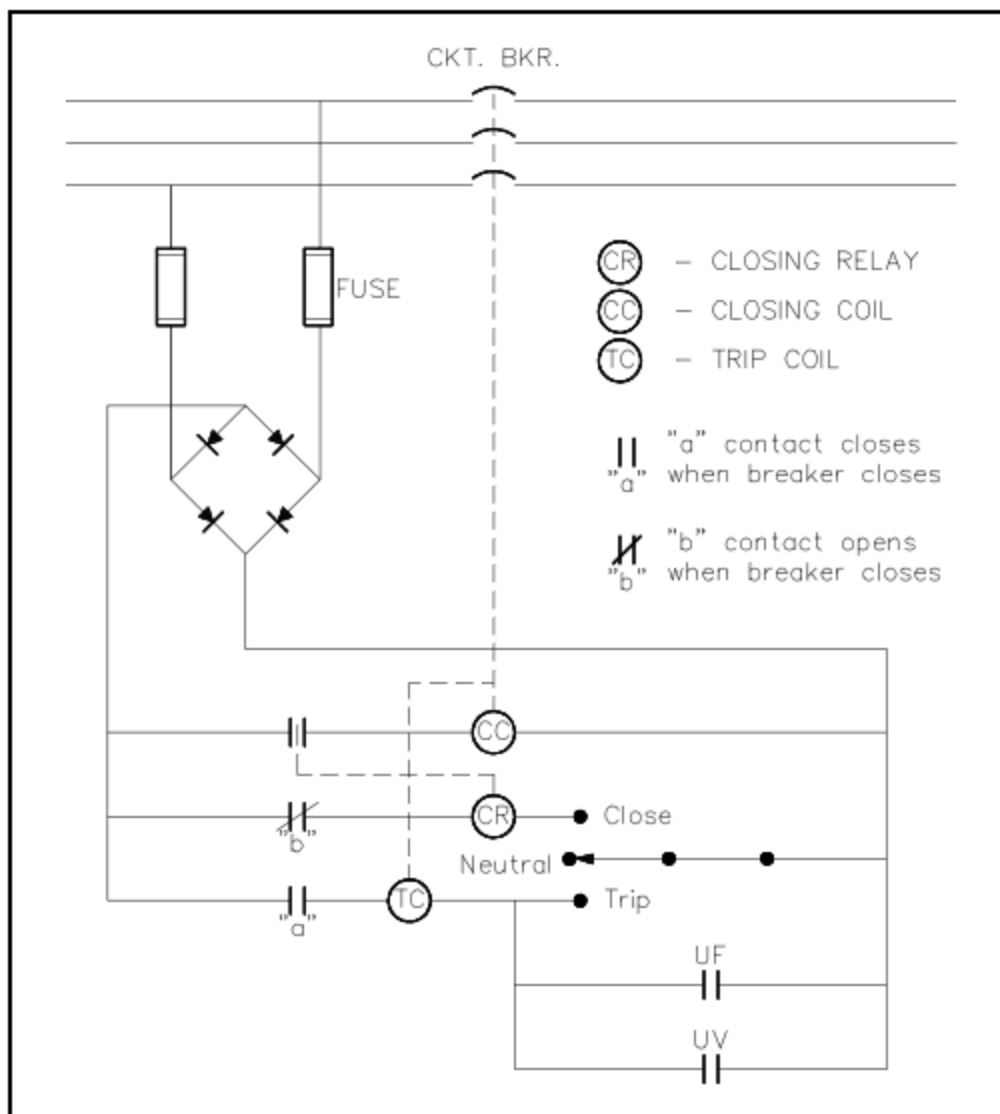 CKT. BKR.
FUSE
CR – CLOSING RELAY
CC – CLOSING COIL
TC – TRIP COIL
"a" contact closes
"a" when breaker closes
"b" contact opens
"b" when breaker closes
CC
CR Close
"b"
Neutral
TC Trip
"a"
UF
UV